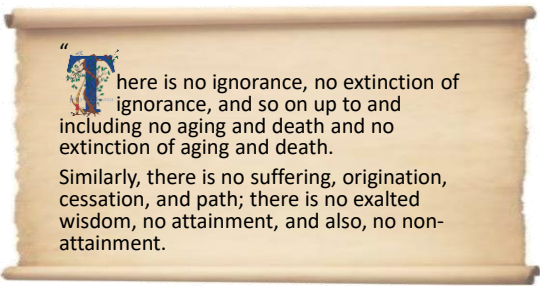 “
There is no ignorance, no extinction of
ignorance, and so on up to and
including no aging and death and no
extinction of aging and death.
Similarly, there is no suffering, origination,
cessation, and path; there is no exalted
wisdom, no attainment, and also, no non-
attainment.